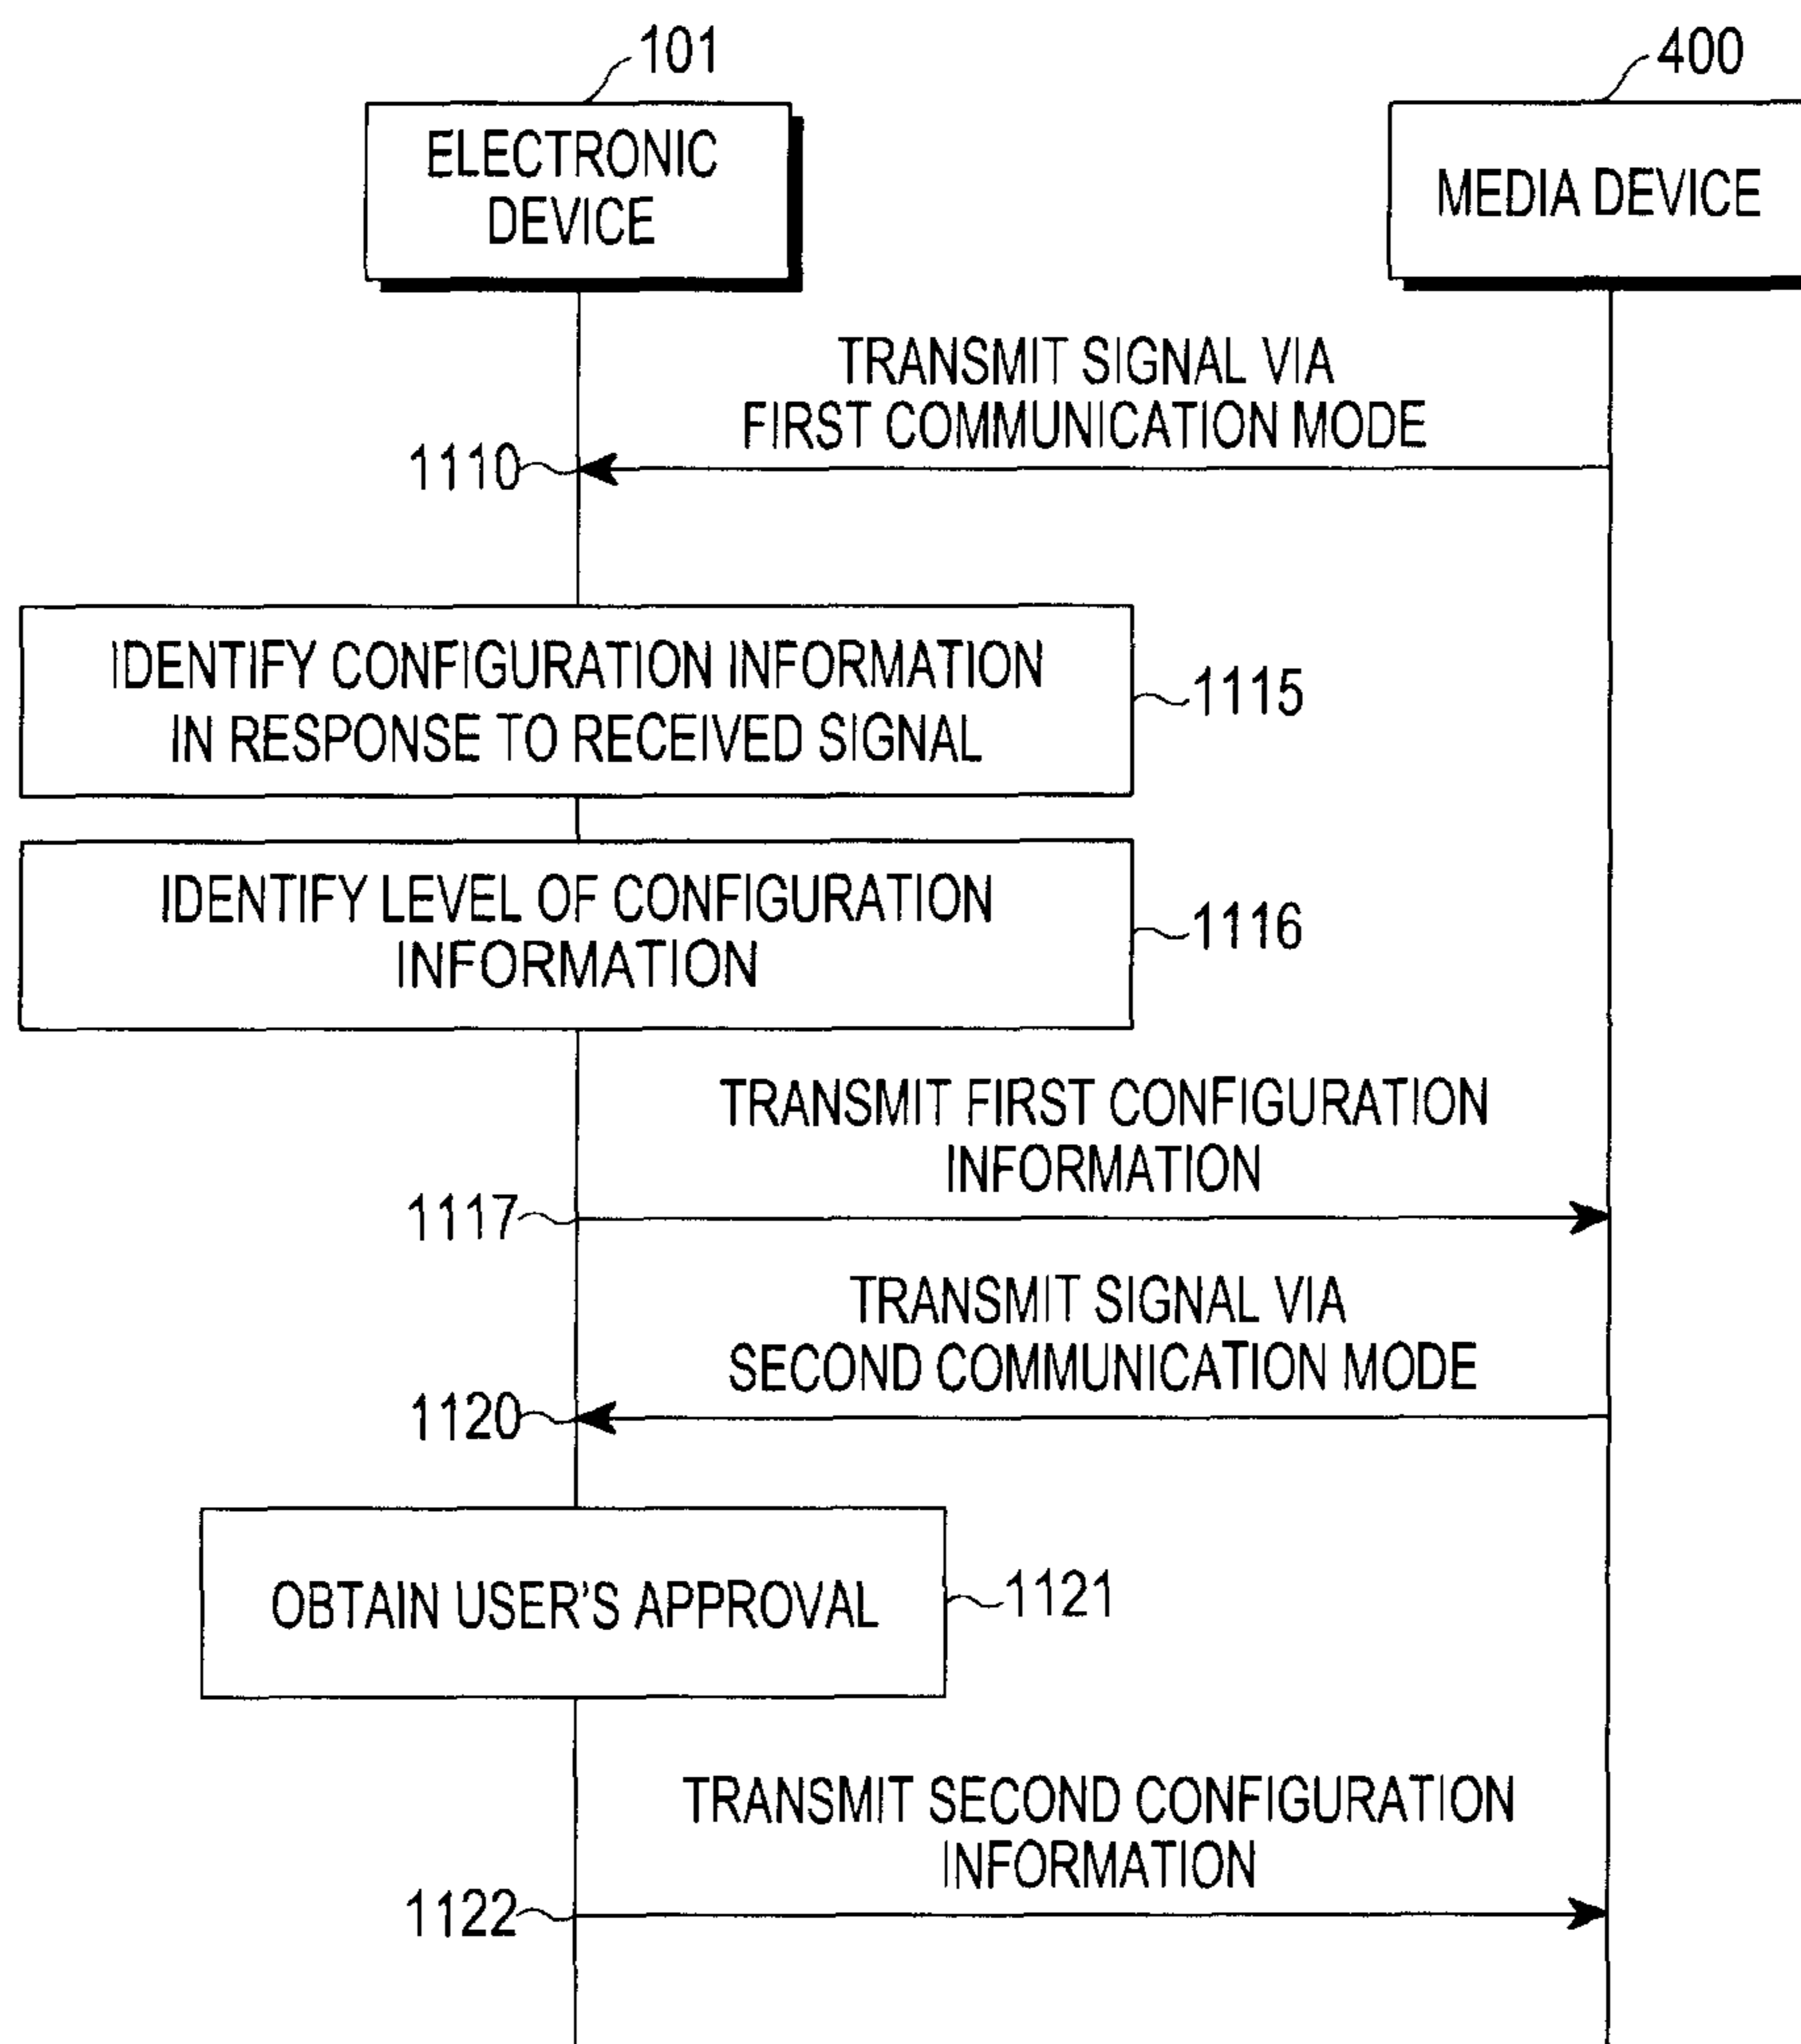 101
400
ELECTRONIC
DEVICE
MEDIA DEVICE
TRANSMIT SIGNAL VIA
FIRST COMMUNICATION MODE
1110
IDENTIFY CONFIGURATION INFORMATION
IN RESPONSE TO RECEIVED SIGNAL
1115
IDENTIFY LEVEL OF CONFIGURATION
INFORMATION
1116
TRANSMIT FIRST CONFIGURATION
INFORMATION
1117
TRANSMIT SIGNAL VIA
SECOND COMMUNICATION MODE
1120
OBTAIN USER'S APPROVAL
1121
TRANSMIT SECOND CONFIGURATION
INFORMATION
1122